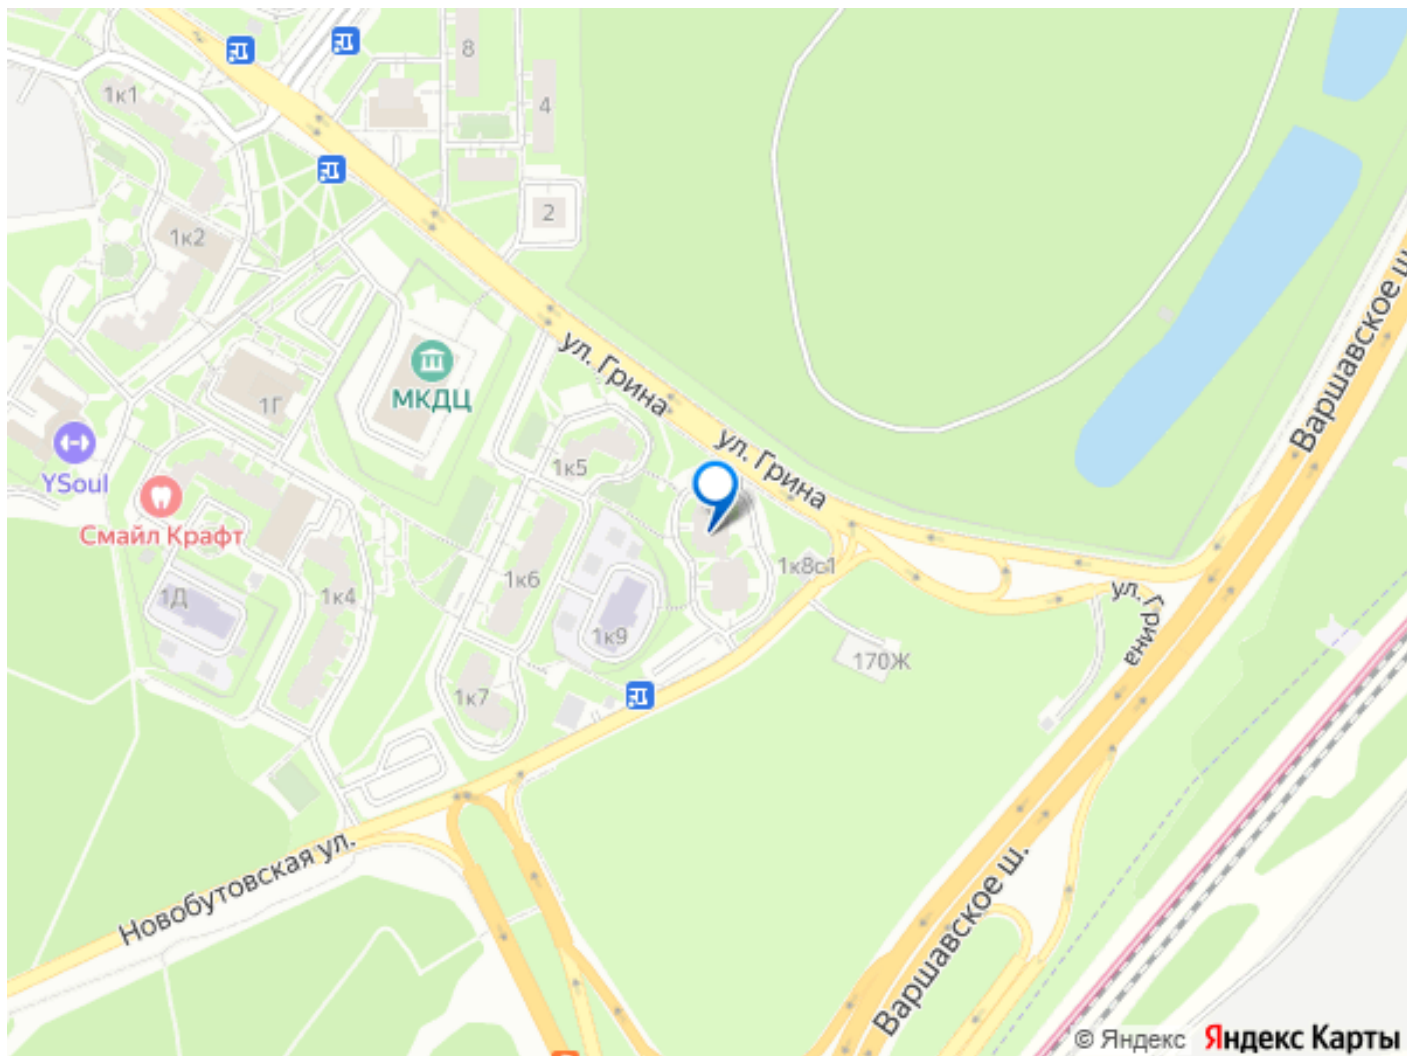 8
1к1
4
2
1к2
ул. Грина
МКДЦ
1Г
ул. Грина
Варшавское ш.
1к5
YSoul
Смайл Крафт
1к6
1к8с1
1Д
1к4
1к9
ул. Грина
170Ж
1к7
Новобутовская ул.
Варшавское ш.
© Яндекс Яндекс Карты